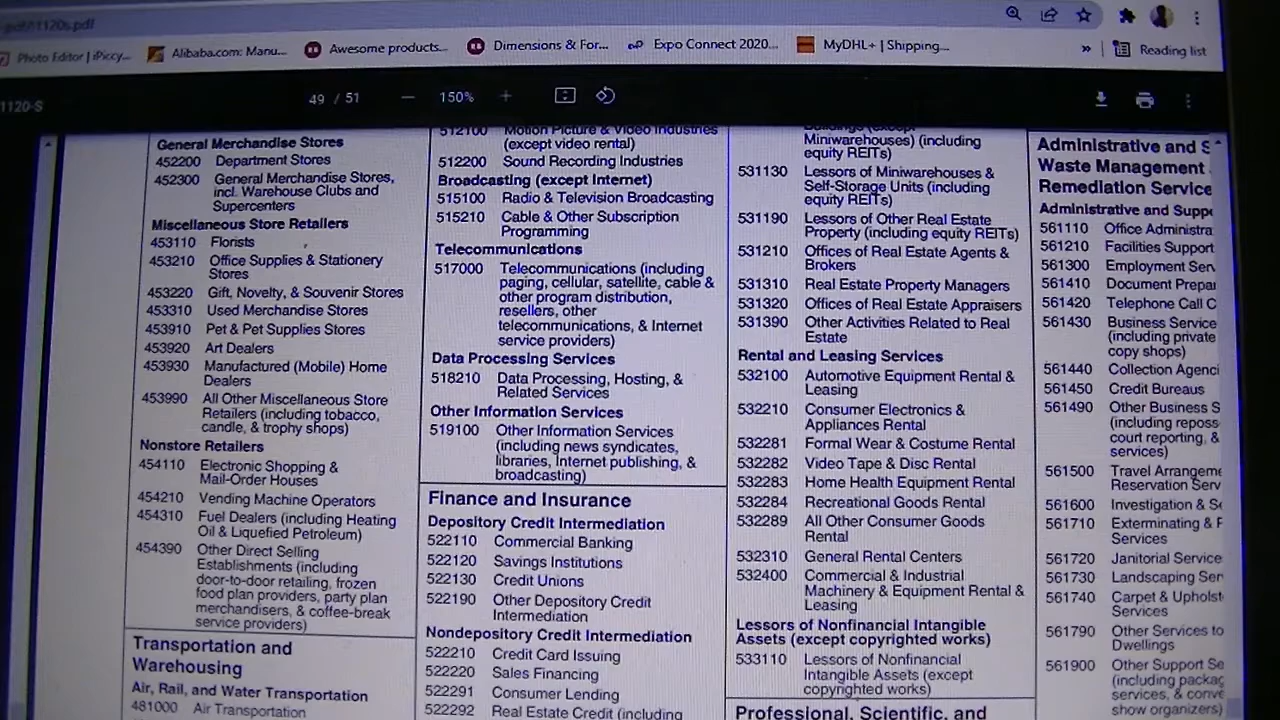 1120s.pdf
Photo Editor | iPiccy...
Alibaba.com: Manu...
Awesome products...
Dimensions & For...
Expo Connect 2020...
MyDHL+ | Shipping...
»
Reading list
1120-S
49 / 51
150%
General Merchandise Stores
452200 Department Stores
452300 General Merchandise Stores,
incl. Warehouse Clubs and
Supercenters
Miscellaneous Store Retailers
453110 Florists
453210 Office Supplies & Stationery
Stores
453220 Gift, Novelty, & Souvenir Stores
453310 Used Merchandise Stores
453910 Pet & Pet Supplies Stores
453920 Art Dealers
453930 Manufactured (Mobile) Home
Dealers
453990 All Other Miscellaneous Store
Retailers (including tobacco,
candle, & trophy shops)
Nonstore Retailers
454110 Electronic Shopping &
Mail-Order Houses
454210 Vending Machine Operators
454310 Fuel Dealers (including Heating
Oil & Liquefied Petroleum)
454390 Other Direct Selling
Establishments (including
door-to-door retailing, frozen
food plan providers, party plan
merchandisers, & coffee-break
service providers)
Transportation and
Warehousing
Air, Rail, and Water Transportation
481000 Air Transportation
512100 Motion Picture & Video Industries
(except video rental)
512200 Sound Recording Industries
Broadcasting (except Internet)
515100 Radio & Television Broadcasting
515210 Cable & Other Subscription
Programming
Telecommunications
517000 Telecommunications (including
paging, cellular, satellite, cable &
other program distribution,
resellers, other
telecommunications, & Internet
service providers)
Data Processing Services
518210 Data Processing, Hosting, &
Related Services
Other Information Services
519100 Other Information Services
(including news syndicates,
libraries, Internet publishing, &
broadcasting)
Finance and Insurance
Depository Credit Intermediation
522110 Commercial Banking
522120 Savings Institutions
522130 Credit Unions
522190 Other Depository Credit
Intermediation
Nondepository Credit Intermediation
522210 Credit Card Issuing
522220 Sales Financing
522291 Consumer Lending
522292 Real Estate Credit (including
Buildings (except
Miniwarehouses) (including
equity REITs)
531130 Lessors of Miniwarehouses &
Self-Storage Units (including
equity REITs)
531190 Lessors of Other Real Estate
Property (including equity REITs)
531210 Offices of Real Estate Agents &
Brokers
531310 Real Estate Property Managers
531320 Offices of Real Estate Appraisers
531390 Other Activities Related to Real
Estate
Rental and Leasing Services
532100 Automotive Equipment Rental &
Leasing
532210 Consumer Electronics &
Appliances Rental
532281 Formal Wear & Costume Rental
532282 Video Tape & Disc Rental
532283 Home Health Equipment Rental
532284 Recreational Goods Rental
532289 All Other Consumer Goods
Rental
532310 General Rental Centers
532400 Commercial & Industrial
Machinery & Equipment Rental &
Leasing
Lessors of Nonfinancial Intangible
Assets (except copyrighted works)
533110 Lessors of Nonfinancial
Intangible Assets (except
copyrighted works)
Professional, Scientific, and
Administrative and S
Waste Management
Remediation Service
Administrative and Suppo
561110 Office Administra
561210 Facilities Support
561300 Employment Serv
561410 Document Prepar
561420 Telephone Call C
561430 Business Service
(including private
copy shops)
561440 Collection Agenci
561450 Credit Bureaus
561490 Other Business S
(including reposs
court reporting, &
services)
561500 Travel Arrangeme
Reservation Serv
561600 Investigation & Se
561710 Exterminating & P
Services
561720 Janitorial Service
561730 Landscaping Ser
561740 Carpet & Upholst
Services
561790 Other Services to
Dwellings
561900 Other Support Se
(including packag
services, & conve
show organizers)